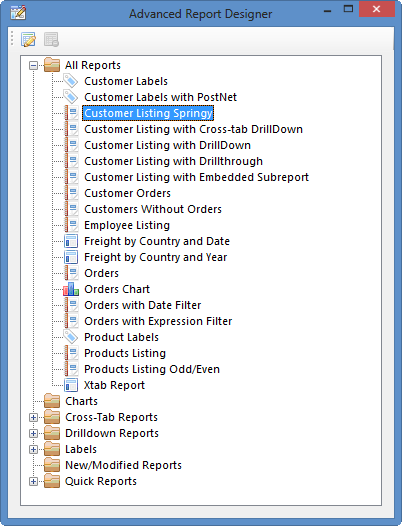 Advanced Report Designer
All Reports
Customer Labels
Customer Labels with PostNet
Customer Listing Springy
Customer Listing with Cross-tab DrillDown
Customer Listing with DrillDown
Customer Listing with Drillthrough
Customer Listing with Embedded Subreport
Customer Orders
Customers Without Orders
Employee Listing
Freight by Country and Date
Freight by Country and Year
Orders
Orders Chart
Orders with Date Filter
Orders with Expression Filter
Product Labels
Products Listing
Products Listing Odd/Even
Xtab Report
Charts
Cross-Tab Reports
Drilldown Reports
Labels
New/Modified Reports
Quick Reports